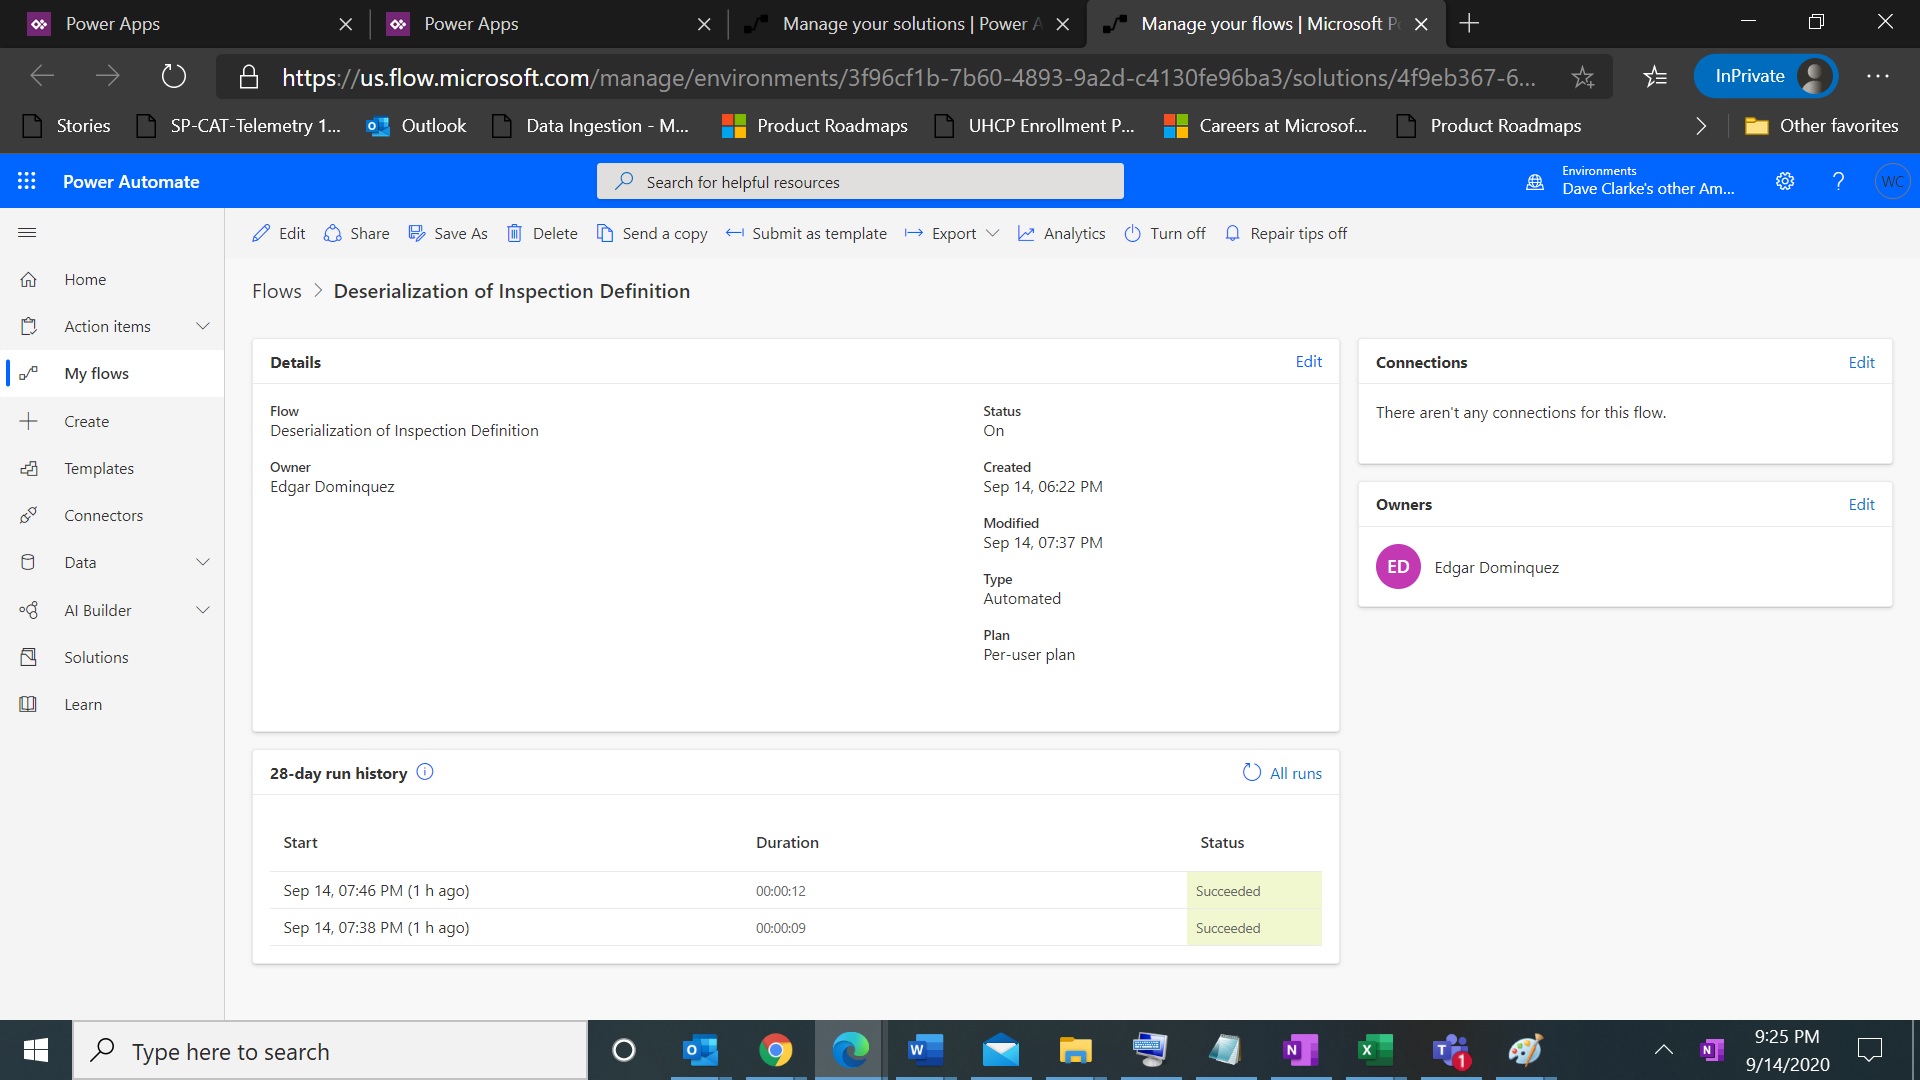 Power Apps
Power Apps
Manage your solutions | Power A
Manage your flows | Microsoft P
https://us.flow.microsoft.com/manage/environments/3f96cf1b-7b60-4893-9a2d-c4130fe96ba3/solutions/4f9eb367-6...
InPrivate
Stories
SP-CAT-Telemetry 1...
Outlook
Data Ingestion - M...
Product Roadmaps
UHCP Enrollment P...
Careers at Microsof...
Product Roadmaps
Other favorites
Power Automate
Search for helpful resources
Environments
Dave Clarke's other Am...
?
WC
Edit
Share
Save As
Delete
Send a copy
Submit as template
Export
Analytics
Turn off
Repair tips off
Home
Action items
My flows
Create
Templates
Connectors
Data
AI Builder
Solutions
Learn
Flows > Deserialization of Inspection Definition
Details
Edit
Flow
Deserialization of Inspection Definition
Owner
Edgar Dominquez
Status
On
Created
Sep 14, 06:22 PM
Modified
Sep 14, 07:37 PM
Type
Automated
Plan
Per-user plan
Connections
Edit
There aren't any connections for this flow.
Owners
Edit
ED
Edgar Dominquez
28-day run history
All runs
Start Duration Status
Sep 14, 07:46 PM (1 h ago) 00:00:12 Succeeded
Sep 14, 07:38 PM (1 h ago) 00:00:09 Succeeded
Type here to search
1
9:25 PM
9/14/2020